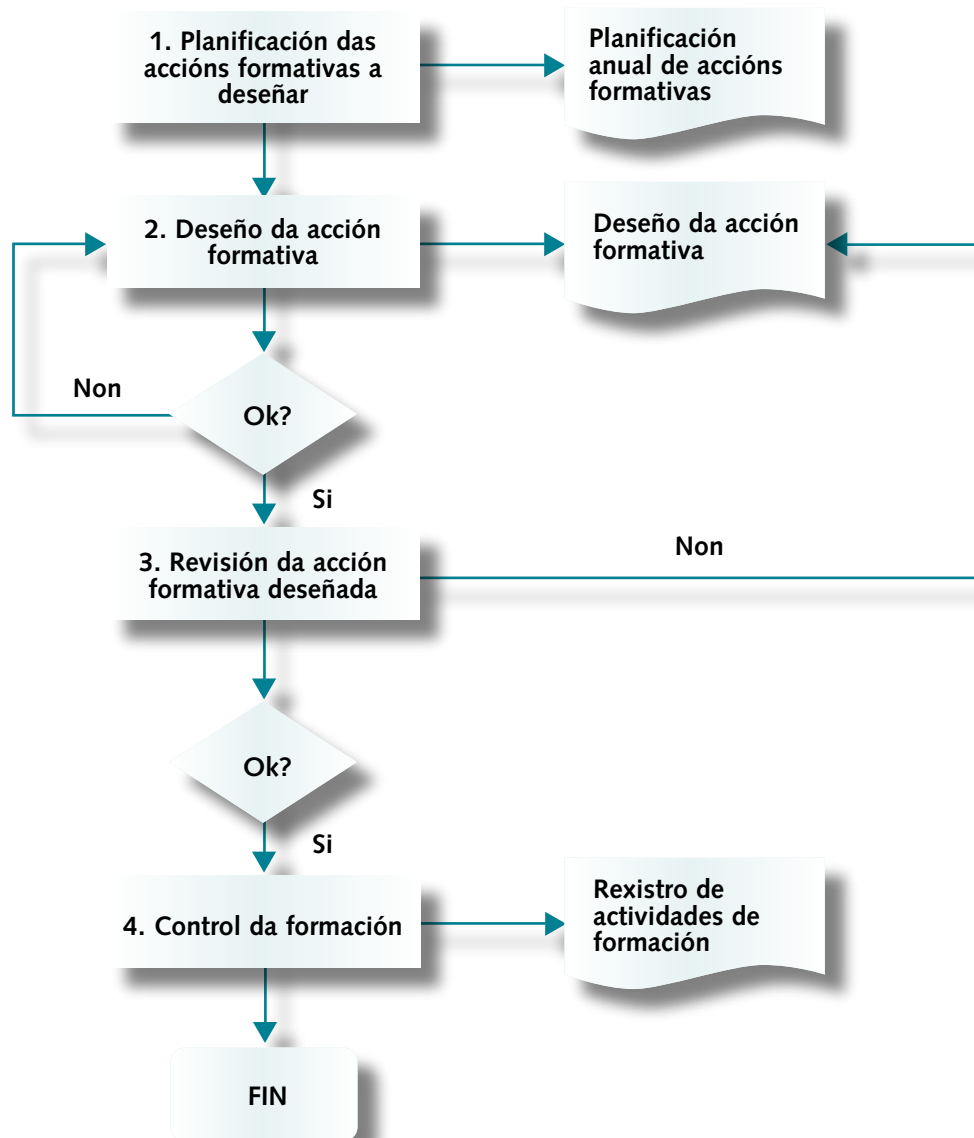 1. Planificación das
accións formativas a
deseñar
Planificación
anual de accións
formativas
2. Deseño da acción
formativa
Deseño da acción
formativa
Non
Ok?
Si
3. Revisión da acción
formativa deseñada
Non
Ok?
Si
4. Control da formación
Rexistro de
actividades de
formación
FIN